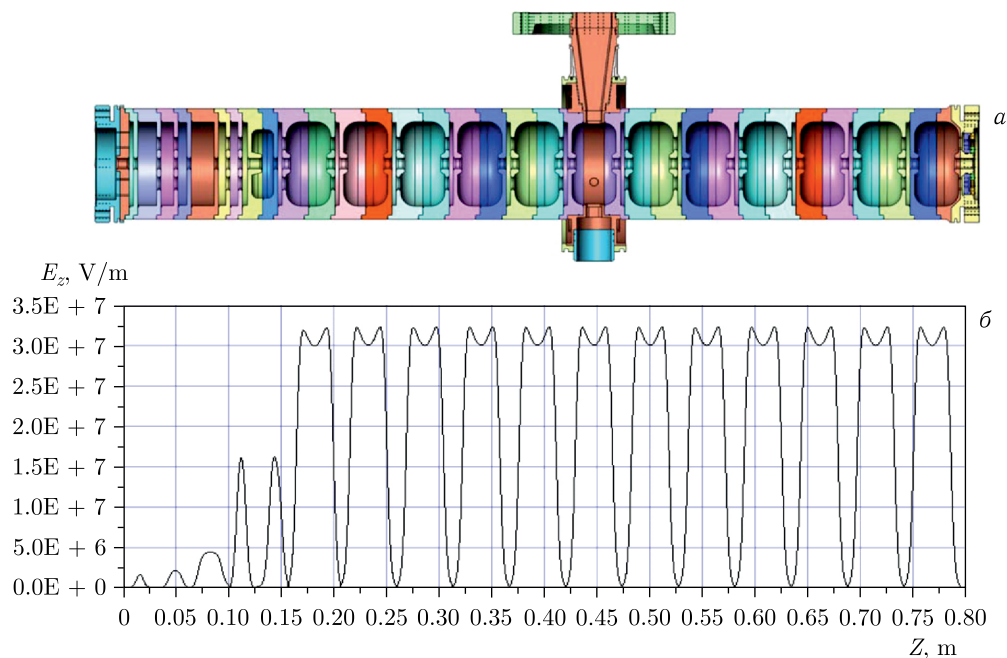 а
E_z, V/m
б
3.5E + 7
3.0E + 7
2.5E + 7
2.0E + 7
1.5E + 7
1.0E + 7
5.0E + 6
0.0E + 0
0 0.05 0.10 0.15 0.20 0.25 0.30 0.35 0.40 0.45 0.50 0.55 0.60 0.65 0.70 0.75 0.80
Z, m